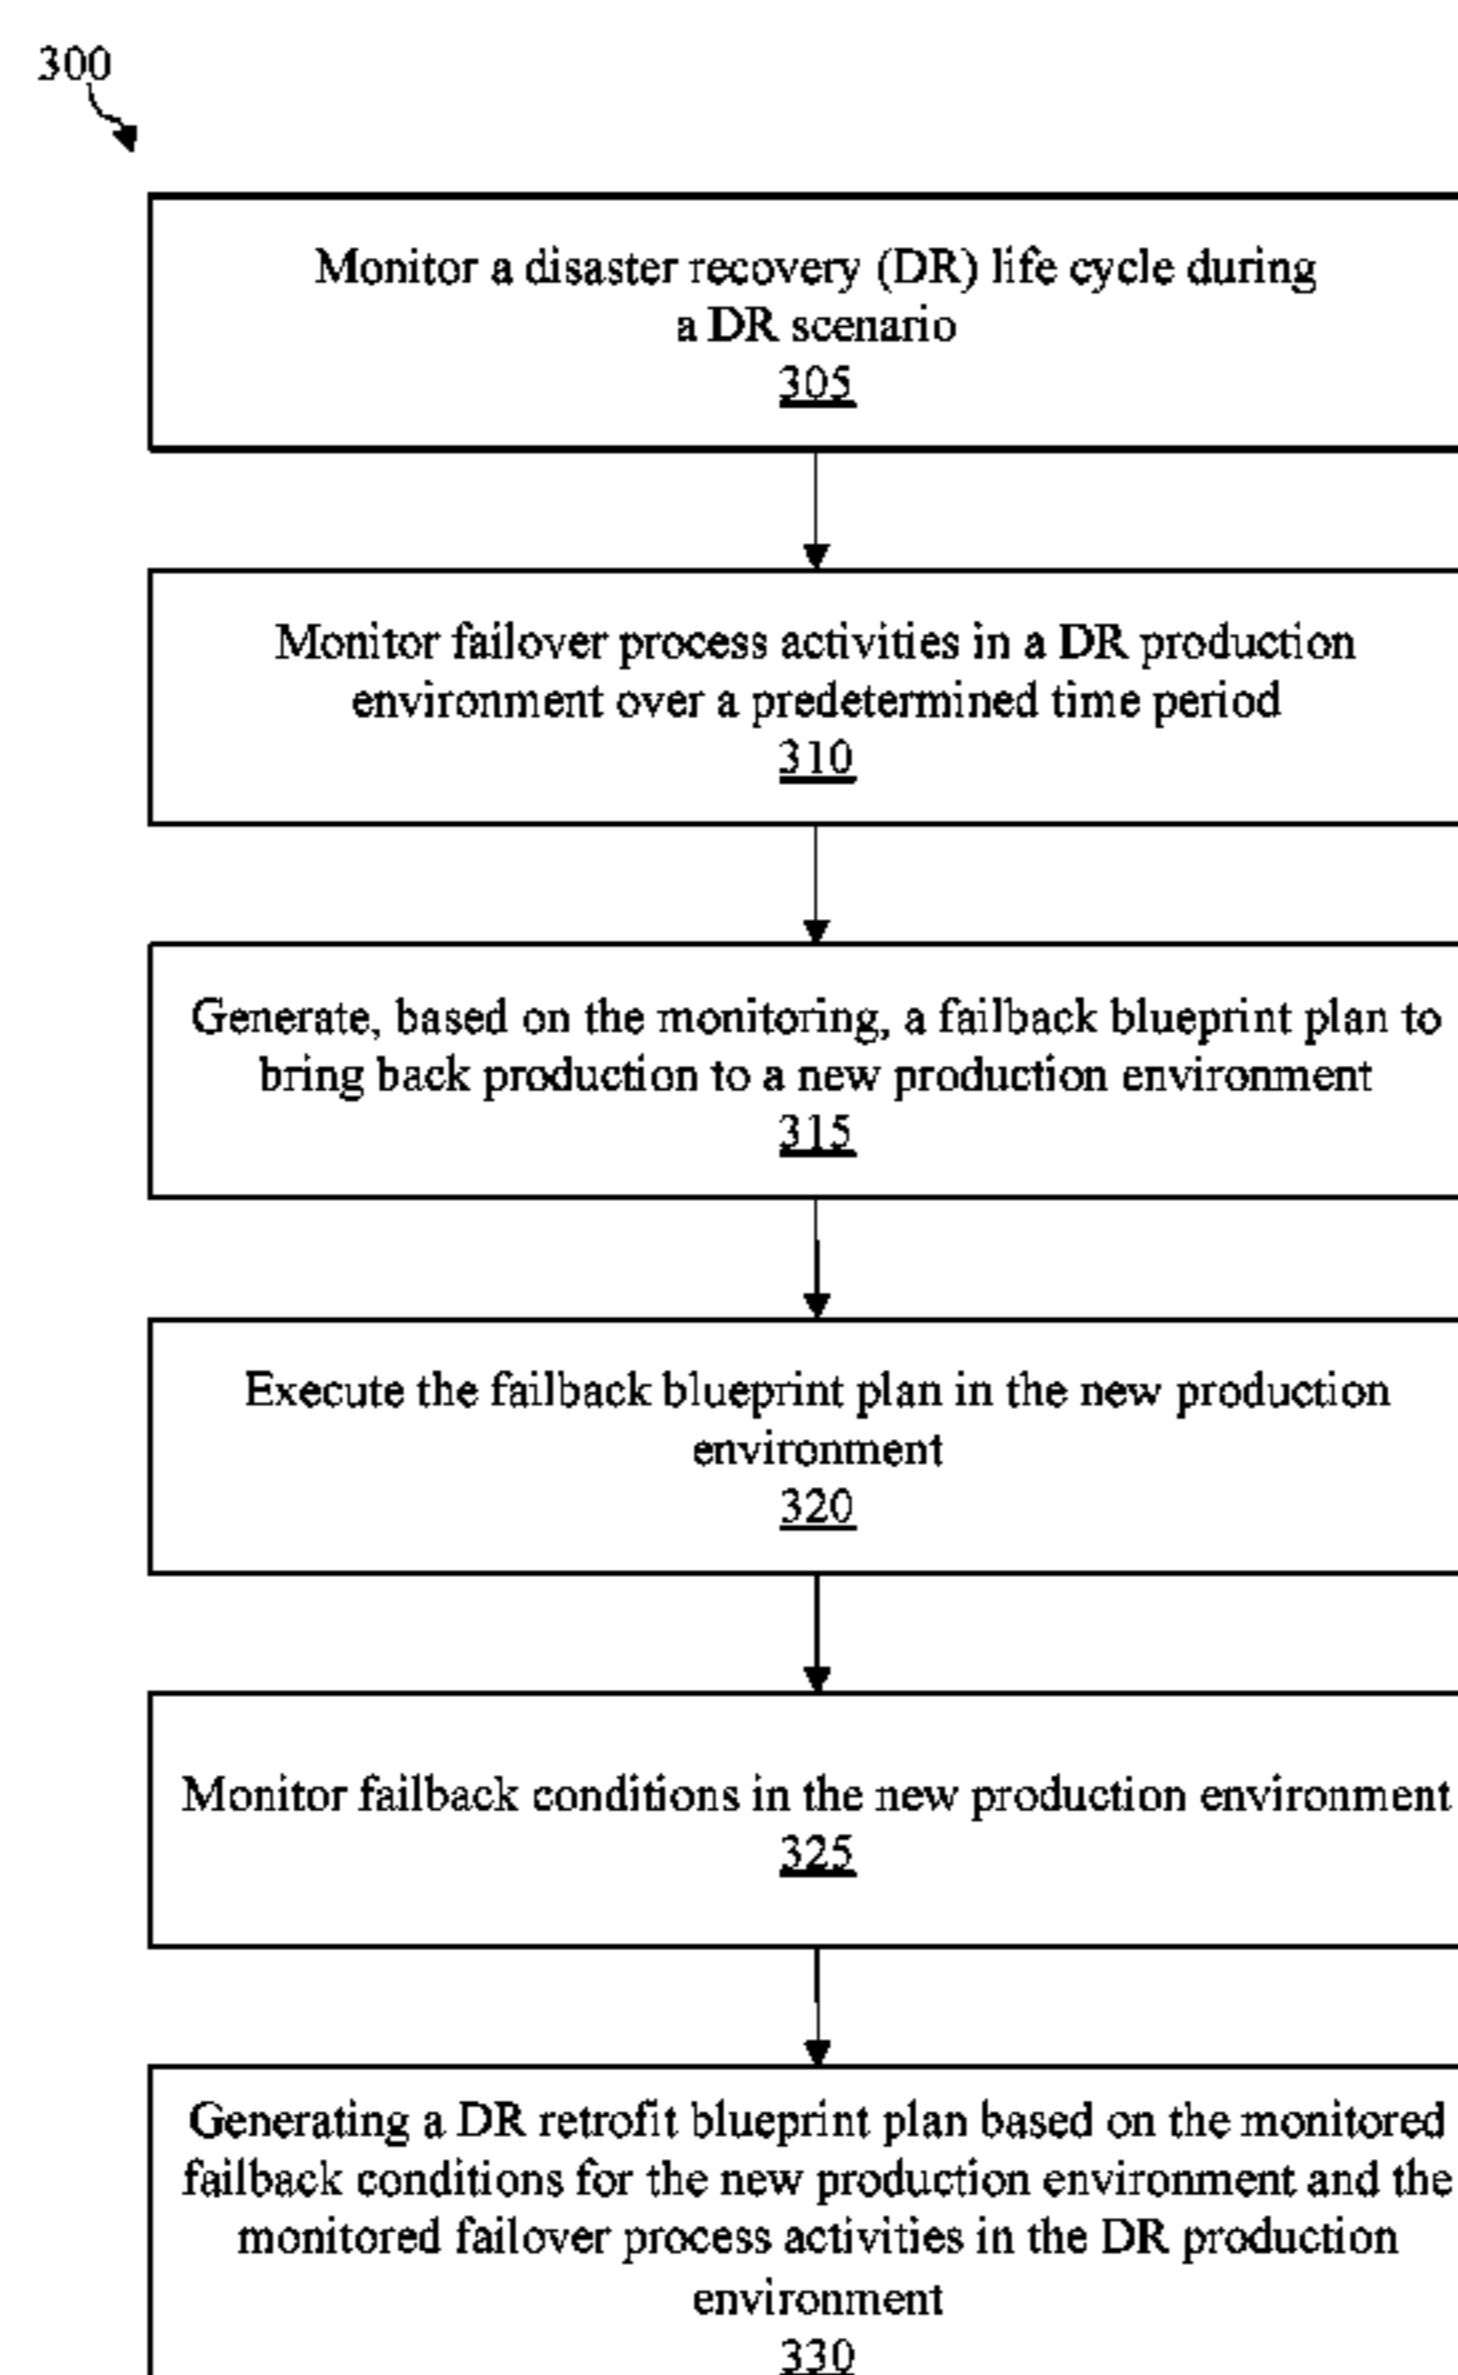 300
Monitor a disaster recovery (DR) life cycle during
a DR scenario
305
Monitor failover process activities in a DR production
environment over a predetermined time period
310
Generate, based on the monitoring, a failback blueprint plan to
bring back production to a new production environment
315
Execute the failback blueprint plan in the new production
environment
320
Monitor failback conditions in the new production environment
325
Generating a DR retrofit blueprint plan based on the monitored
failback conditions for the new production environment and the
monitored failover process activities in the DR production
environment
330